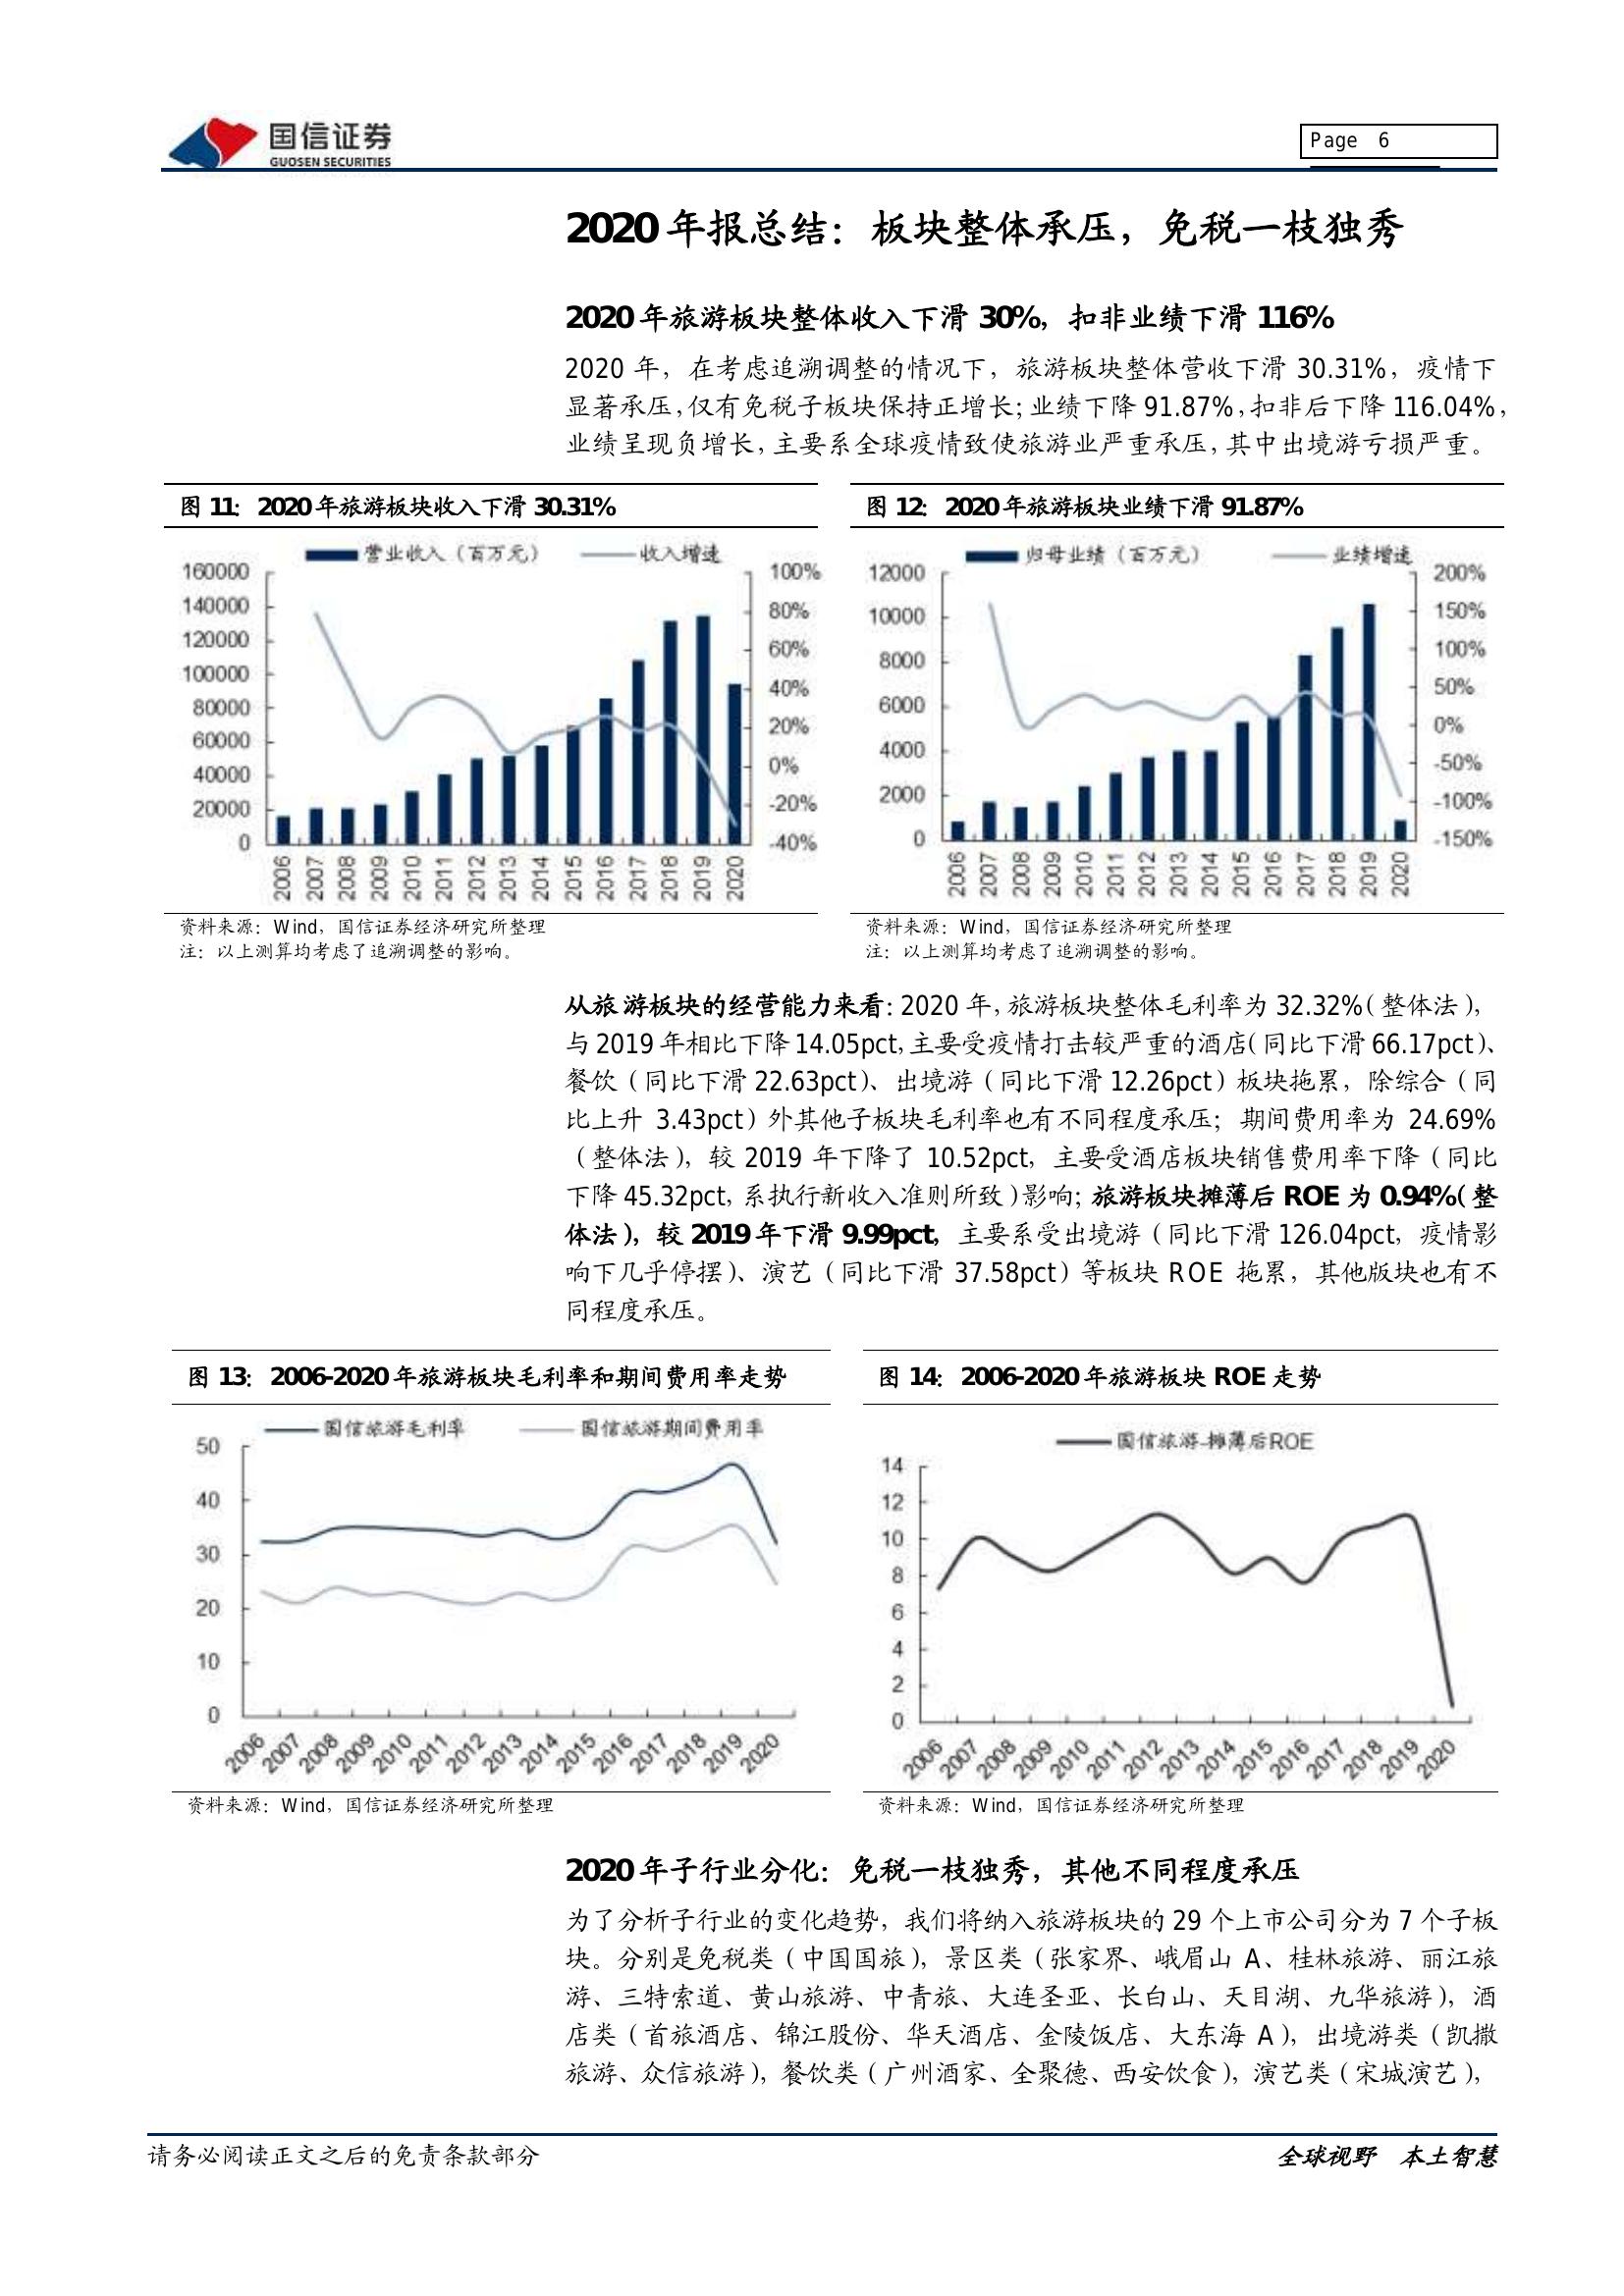 国信证券
GUOSEN SECURITIES
Page 6
2020 年报总结：板块整体承压，免税一枝独秀
2020 年旅游板块整体收入下滑 30%，扣非业绩下滑 116%
2020 年，在考虑追溯调整的情况下，旅游板块整体营收下滑 30.31%，疫情下
显著承压，仅有免税子板块保持正增长；业绩下降 91.87%，扣非后下降 116.04%，
业绩呈现负增长，主要系全球疫情致使旅游业严重承压，其中出境游亏损严重。
图 11： 2020 年旅游板块收入下滑 30.31%
营业收入（百万元） 收入增速
160000
140000
120000
100000
80000
60000
40000
20000
0
100%
80%
60%
40%
20%
0%
-20%
-40%
2006 2007 2008 2009 2010 2011 2012 2013 2014 2015 2016 2017 2018 2019 2020
资料来源：Wind，国信证券经济研究所整理
注：以上测算均考虑了追溯调整的影响。
图 12： 2020 年旅游板块业绩下滑 91.87%
归母业绩（百万元） 业绩增速
12000
10000
8000
6000
4000
2000
0
200%
150%
100%
50%
0%
-50%
-100%
-150%
2006 2007 2008 2009 2010 2011 2012 2013 2014 2015 2016 2017 2018 2019 2020
资料来源：Wind，国信证券经济研究所整理
注：以上测算均考虑了追溯调整的影响。
从旅游板块的经营能力来看：2020 年，旅游板块整体毛利率为 32.32%（整体法），
与 2019 年相比下降 14.05pct，主要受疫情打击较严重的酒店（同比下滑 66.17pct）、
餐饮（同比下滑 22.63pct）、出境游（同比下滑 12.26pct）板块拖累，除综合（同
比上升 3.43pct）外其他子板块毛利率也有不同程度承压；期间费用率为 24.69%
（整体法），较 2019 年下降了 10.52pct，主要受酒店板块销售费用率下降（同比
下降 45.32pct，系执行新收入准则所致）影响；旅游板块摊薄后 ROE 为 0.94%（整
体法），较 2019 年下滑 9.99pct，主要系受出境游（同比下滑 126.04pct，疫情影
响下几乎停摆）、演艺（同比下滑 37.58pct）等板块 ROE 拖累，其他版块也有不
同程度承压。
图 13： 2006-2020 年旅游板块毛利率和期间费用率走势
国信旅游毛利率 国信旅游期间费用率
50
40
30
20
10
0
2006 2007 2008 2009 2010 2011 2012 2013 2014 2015 2016 2017 2018 2019 2020
资料来源：Wind，国信证券经济研究所整理
图 14： 2006-2020 年旅游板块 ROE 走势
国信旅游-摊薄后ROE
14
12
10
8
6
4
2
0
2006 2007 2008 2009 2010 2011 2012 2013 2014 2015 2016 2017 2018 2019 2020
资料来源：Wind，国信证券经济研究所整理
2020 年子行业分化：免税一枝独秀，其他不同程度承压
为了分析子行业的变化趋势，我们将纳入旅游板块的 29 个上市公司分为 7 个子板
块。分别是免税类（中国国旅），景区类（张家界、峨眉山 A、桂林旅游、丽江旅
游、三特索道、黄山旅游、中青旅、大连圣亚、长白山、天目湖、九华旅游），酒
店类（首旅酒店、锦江股份、华天酒店、金陵饭店、大东海 A），出境游类（凯撒
旅游、众信旅游），餐饮类（广州酒家、全聚德、西安饮食），演艺类（宋城演艺），
请务必阅读正文之后的免责条款部分
全球视野 本土智慧